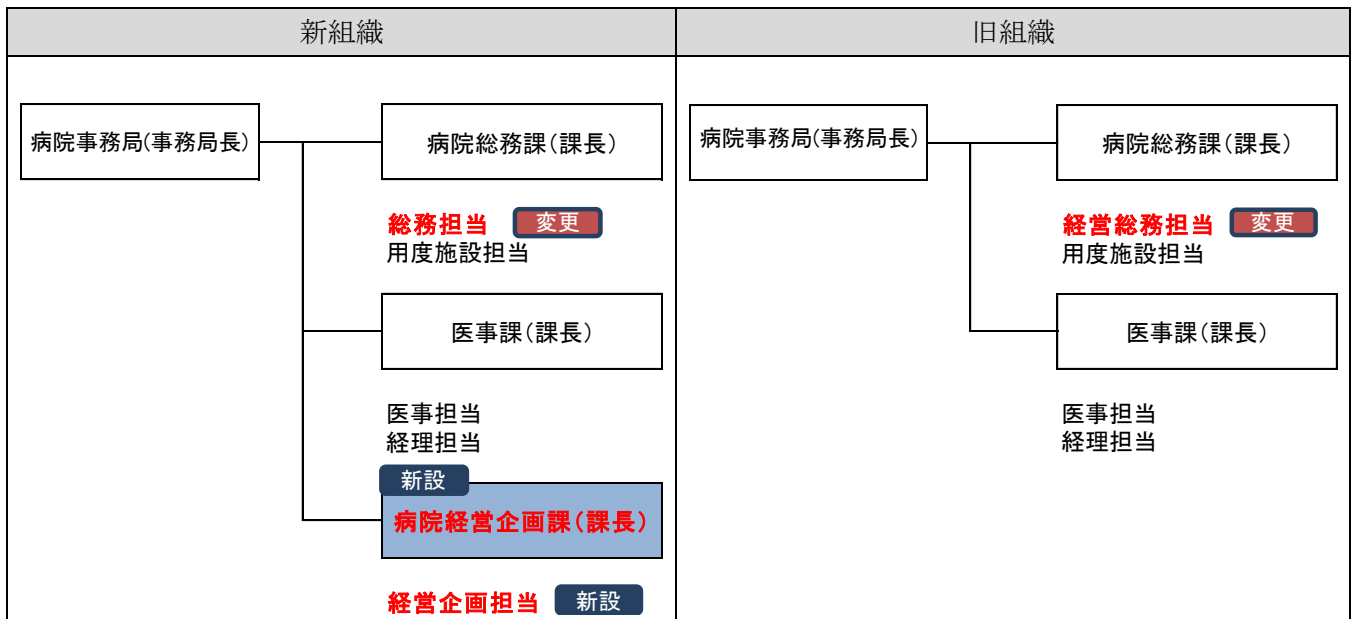 新組織
旧組織
病院事務局(事務局長)
病院総務課(課長)
総務担当 変更
用度施設担当
医事課(課長)
医事担当
経理担当
新設
病院経営企画課(課長)
経営企画担当 新設
病院事務局(事務局長)
病院総務課(課長)
経営総務担当 変更
用度施設担当
医事課(課長)
医事担当
経理担当